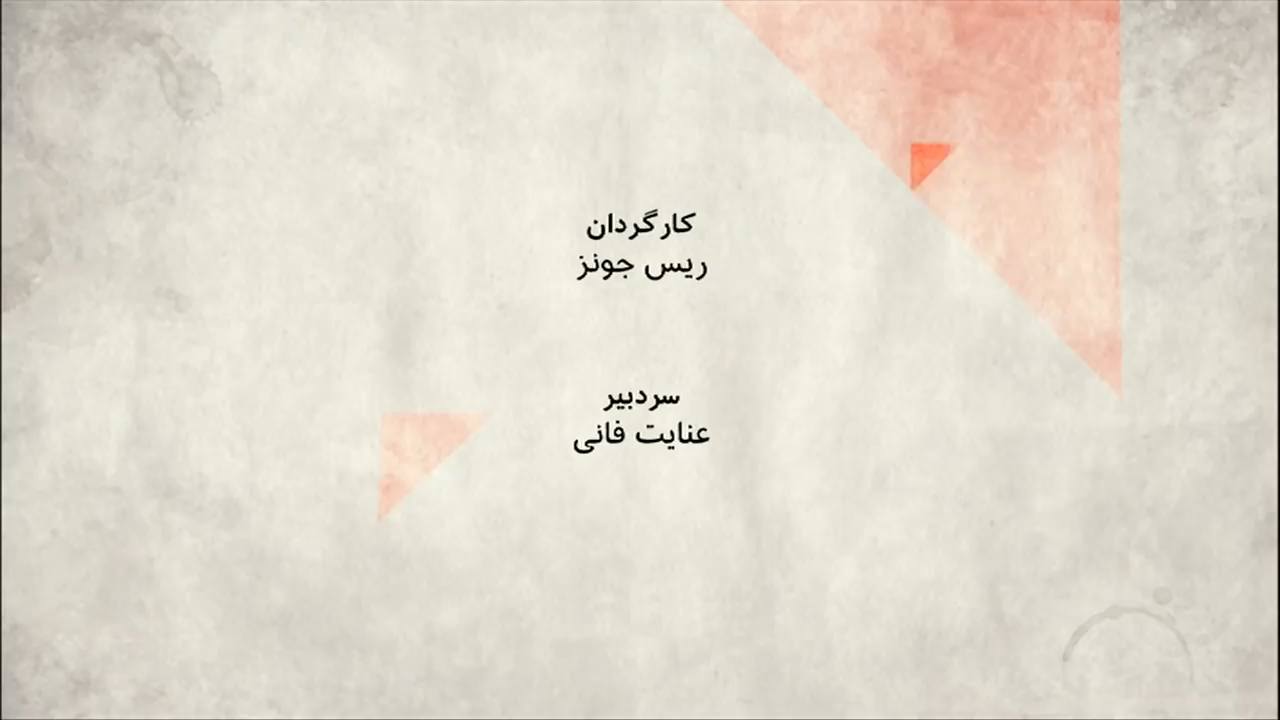 کارگردان
ریس جونز
سردبیر
عنایت فانی